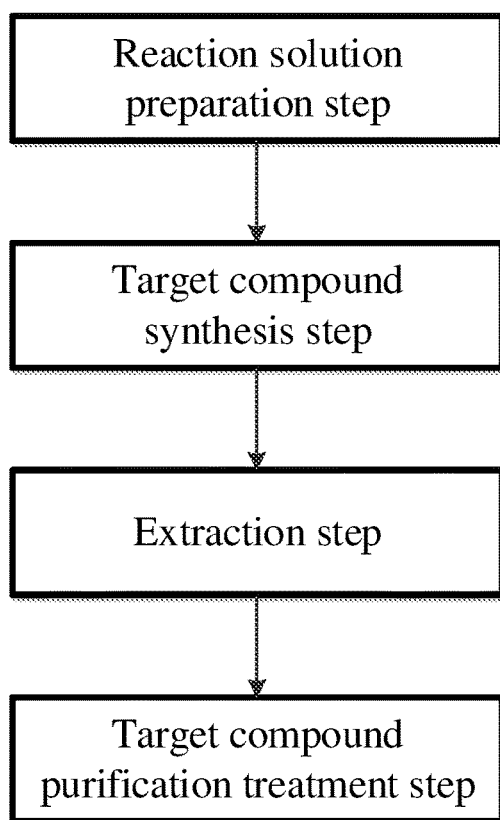 Reaction solution
preparation step
Target compound
synthesis step
Extraction step
Target compound
purification treatment step